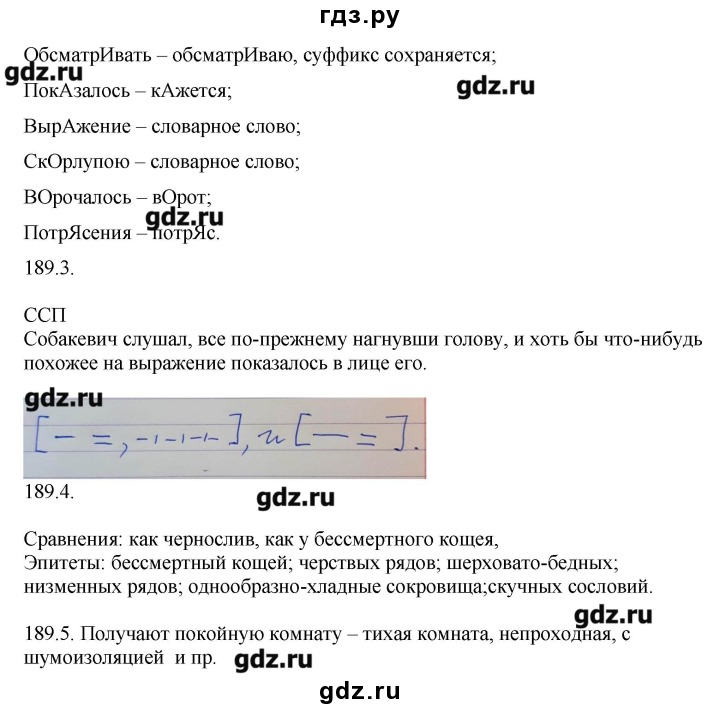 гдз.ру
ОбсматрИвать – обсматрИваю, суффикс сохраняется;
gdz.ru
ПокАзалось – кАжется;
gdz.ru
ВырАжение – словарное слово;
СкОрлупою – словарное слово;
ВОрочалось – вОрот;
gdz.ru
ПотрЯсения – потрЯс.
189.3.
ССП
Собакевич слушал, все по-прежнему нагнувши голову, и хоть бы что-нибудь
похожее на выражение показалось в лице его.
gdz.ru
[– =, -ı-ı-ı-], и [— =].
189.4.
gdz.ru
Сравнения: как чернослив, как у бессмертного кощея,
Эпитеты: бессмертный кощей; черствых рядов; шерховато-бедных;
низменных рядов; однообразно-хладные сокровища;скучных сословий.
gdz.ru
189.5. Получают покойную комнату – тихая комната, непроходная, с
шумоизоляцией и пр.
gdz.ru
gdz.ru